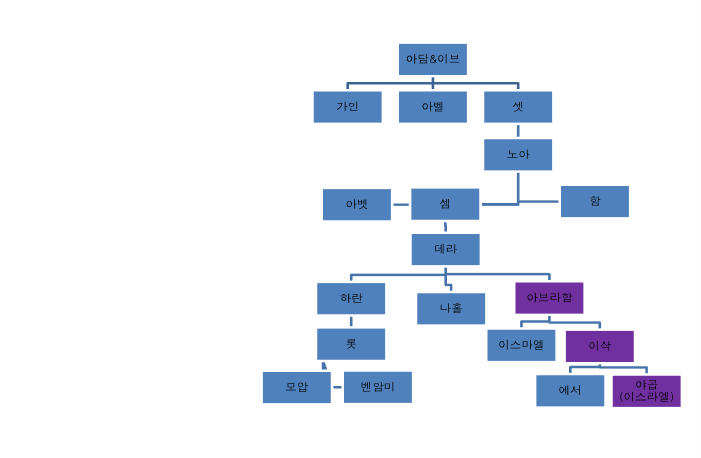 아담&이브
가인
아벨
셋
노아
아벳
셈
함
데라
하란
나홀
아브라함
롯
이스마엘
이삭
모압
벤암미
에서
야곱
(이스라엘)